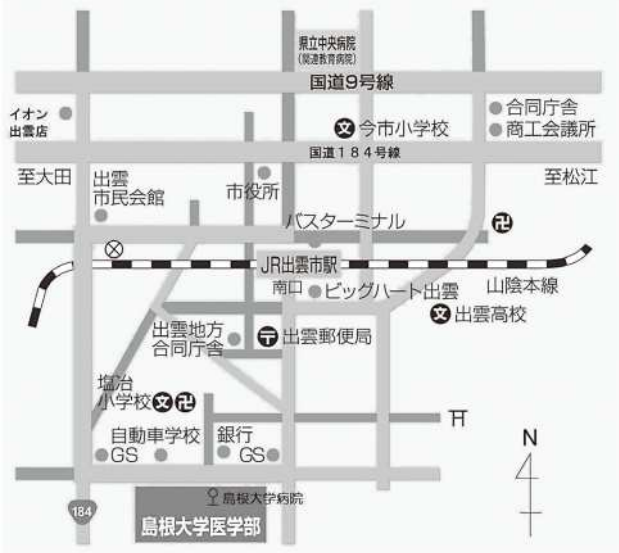 県立中央病院
(関連教育病院)
国道9号線
イオン
出雲店
合同庁舎
今市小学校
商工会議所
国道184号線
至大田
至松江
出雲
市民会館
市役所
バスターミナル
JR出雲市駅
山陰本線
南口
ビッグハート出雲
出雲高校
出雲地方
合同庁舎
出雲郵便局
塩冶
小学校
文
自動車学校
銀行
GS
GS
N
島根大学病院
184
島根大学医学部
文
文